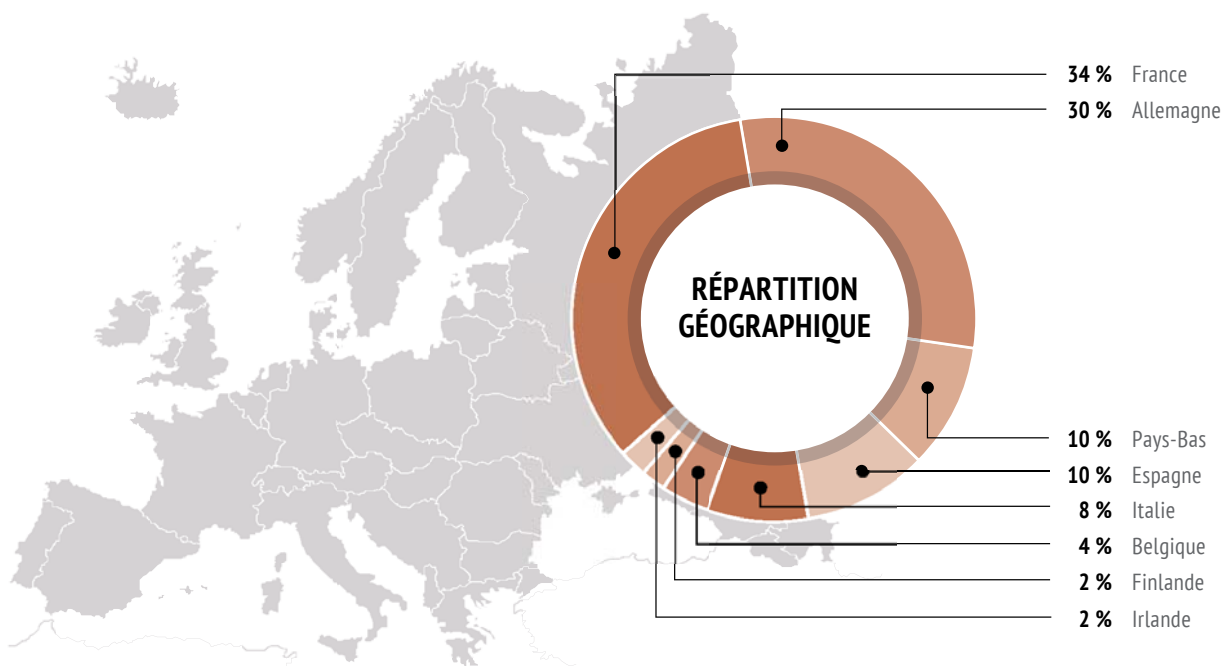 34 % France
30 % Allemagne
RÉPARTITION
GÉOGRAPHIQUE
10 % Pays-Bas
10 % Espagne
8 % Italie
4 % Belgique
2 % Finlande
2 % Irlande